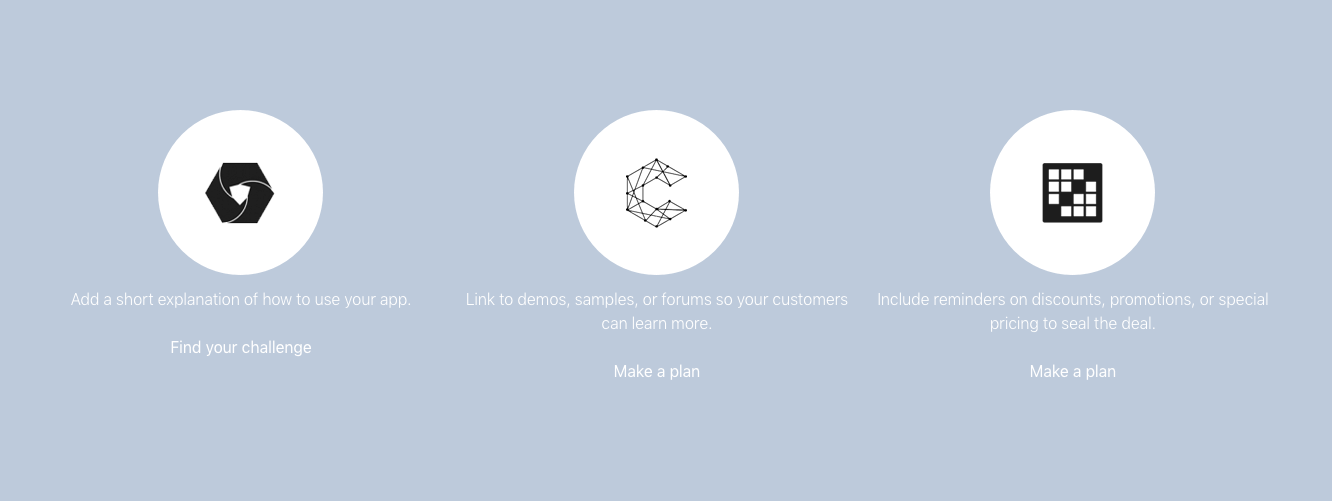 Add a short explanation of how to use your app.
Find your challenge
Link to demos, samples, or forums so your customers
can learn more.
Make a plan
Include reminders on discounts, promotions, or special
pricing to seal the deal.
Make a plan